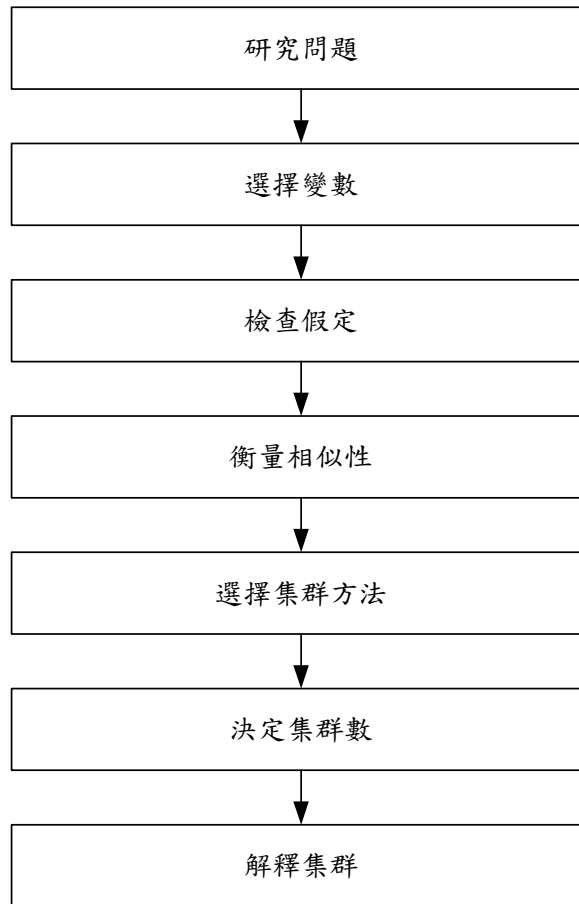 研究問題
選擇變數
檢查假定
衡量相似性
選擇集群方法
決定集群數
解釋集群